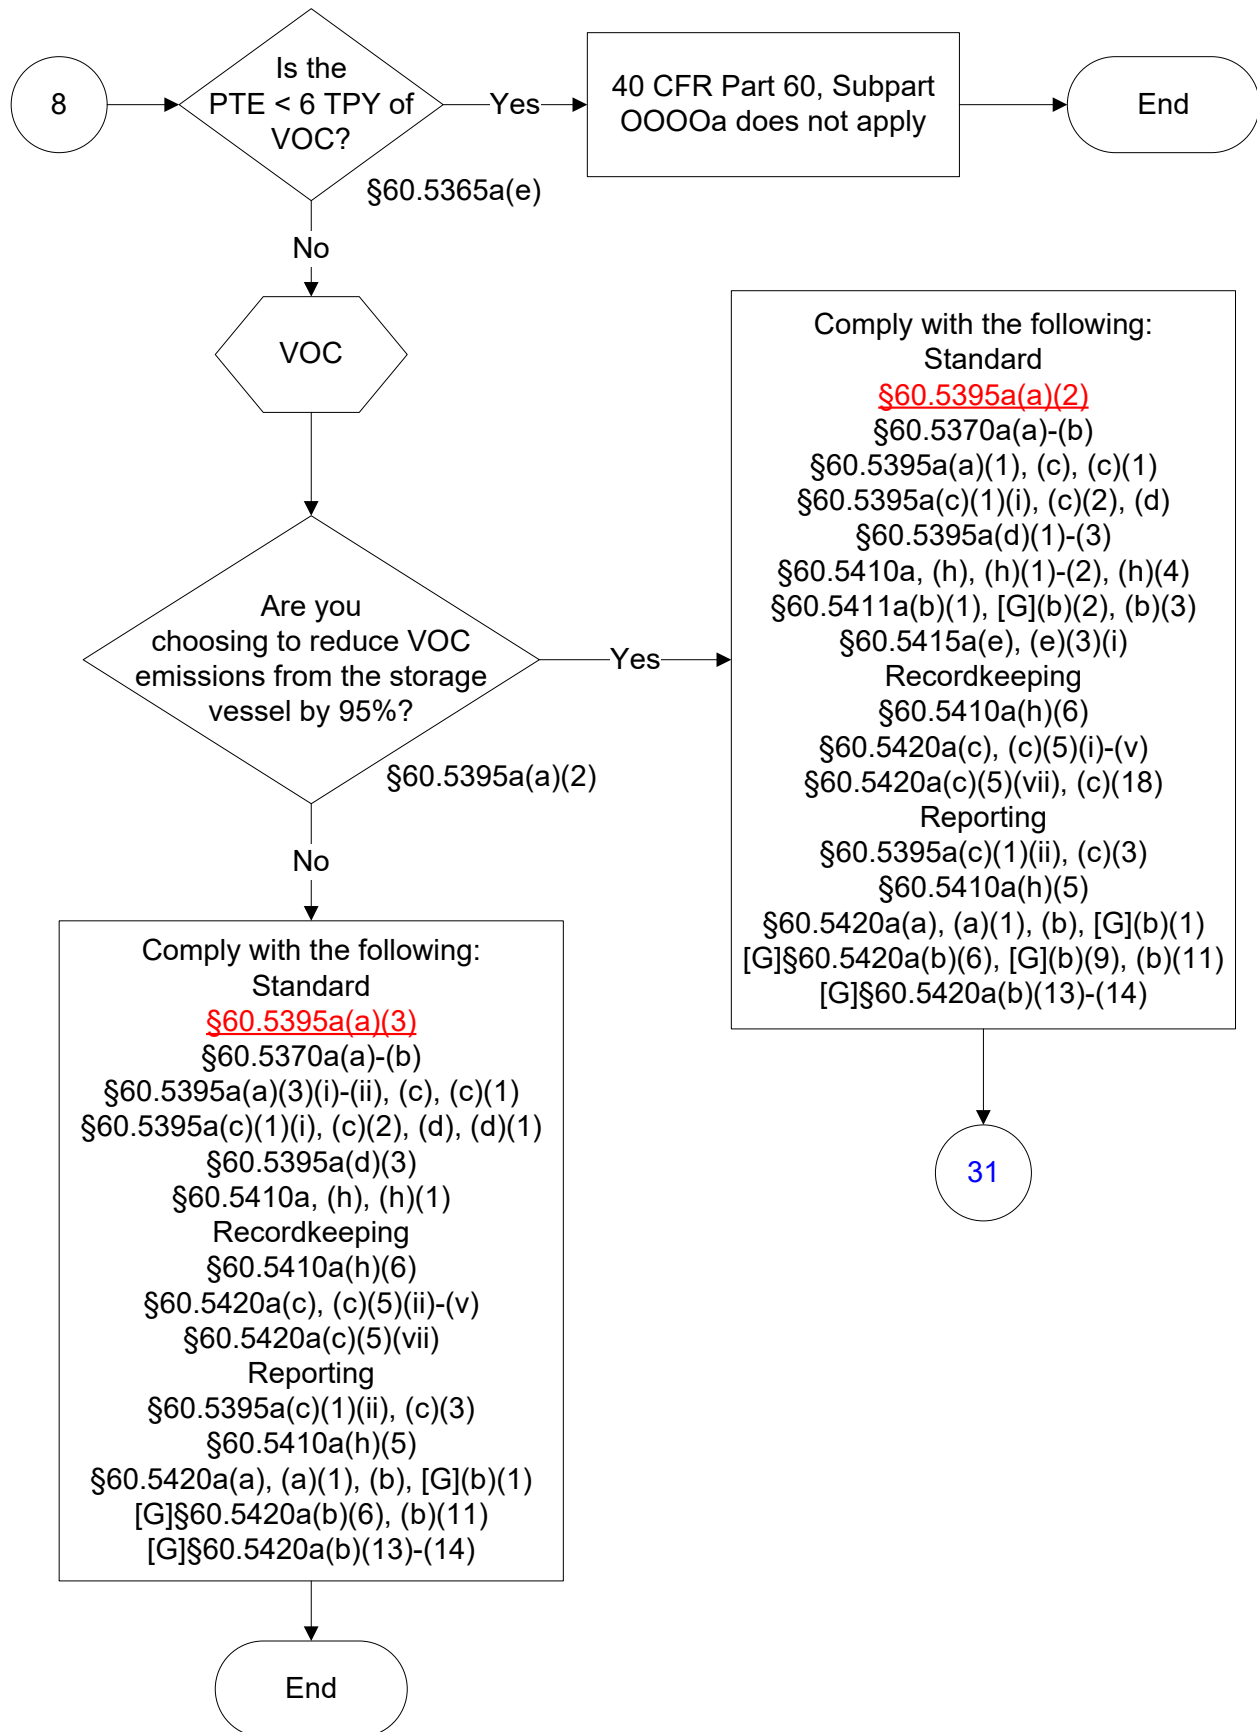 8
Is the
PTE < 6 TPY of
VOC?
Yes
40 CFR Part 60, Subpart
OOOOa does not apply
End
§60.5365a(e)
No
VOC
Are you
choosing to reduce VOC
emissions from the storage
vessel by 95%?
Yes
§60.5395a(a)(2)
No
Comply with the following:
Standard
§60.5395a(a)(2)
§60.5370a(a)-(b)
§60.5395a(a)(1), (c), (c)(1)
§60.5395a(c)(1)(i), (c)(2), (d)
§60.5395a(d)(1)-(3)
§60.5410a, (h), (h)(1)-(2), (h)(4)
§60.5411a(b)(1), [G](b)(2), (b)(3)
§60.5415a(e), (e)(3)(i)
Recordkeeping
§60.5410a(h)(6)
§60.5420a(c), (c)(5)(i)-(v)
§60.5420a(c)(5)(vii), (c)(18)
Reporting
§60.5395a(c)(1)(ii), (c)(3)
§60.5410a(h)(5)
§60.5420a(a), (a)(1), (b), [G](b)(1)
[G]§60.5420a(b)(6), [G](b)(9), (b)(11)
[G]§60.5420a(b)(13)-(14)
31
Comply with the following:
Standard
§60.5395a(a)(3)
§60.5370a(a)-(b)
§60.5395a(a)(3)(i)-(ii), (c), (c)(1)
§60.5395a(c)(1)(i), (c)(2), (d), (d)(1)
§60.5395a(d)(3)
§60.5410a, (h), (h)(1)
Recordkeeping
§60.5410a(h)(6)
§60.5420a(c), (c)(5)(ii)-(v)
§60.5420a(c)(5)(vii)
Reporting
§60.5395a(c)(1)(ii), (c)(3)
§60.5410a(h)(5)
§60.5420a(a), (a)(1), (b), [G](b)(1)
[G]§60.5420a(b)(6), (b)(11)
[G]§60.5420a(b)(13)-(14)
End